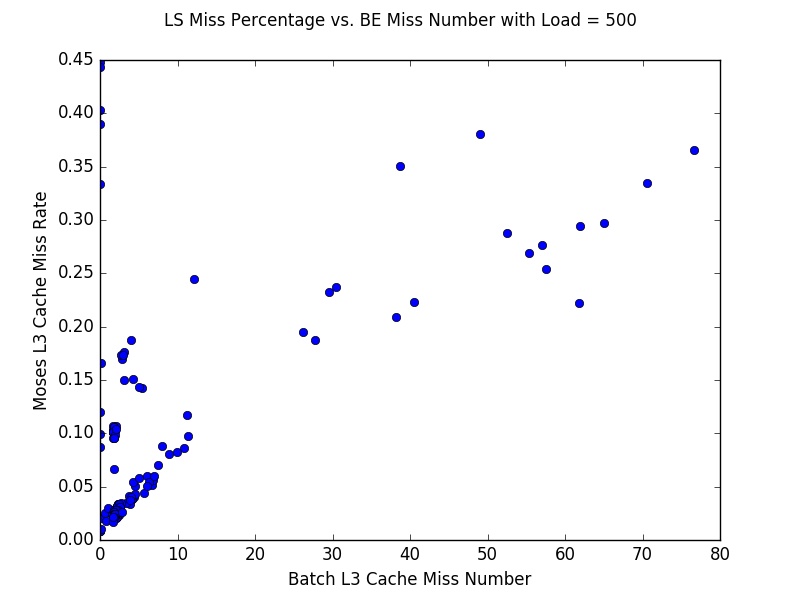 LS Miss Percentage vs. BE Miss Number with Load = 500
0.45
0.40
0.35
0.30
0.25
0.20
0.15
0.10
0.05
0.00
Moses L3 Cache Miss Rate
0 10 20 30 40 50 60 70 80
Batch L3 Cache Miss Number